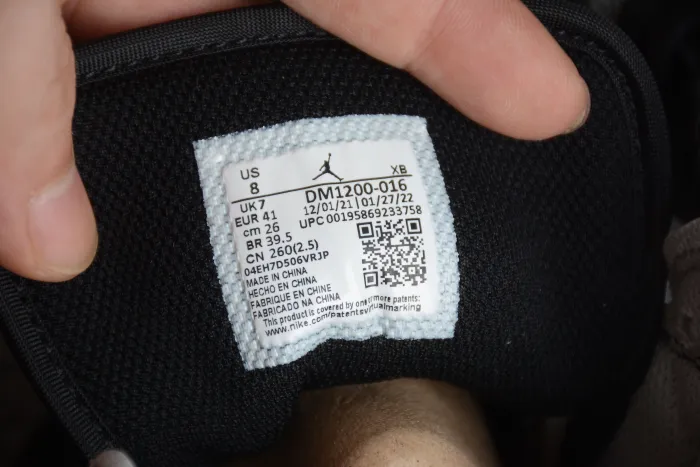 US XB
8
UK 7 DM1200-016
EUR 41 12/01/21 | 01/27/22
cm 26 UPC 00195869233758
BR 39.5
CN 260(2.5)
04EH7D506VRJP
MADE IN CHINA
HECHO EN CHINA
FABRIQUE EN CHINE
FABRICADO NA CHINA
This product is covered by one or more patents:
www.nike.com/patentsvirtualmarking